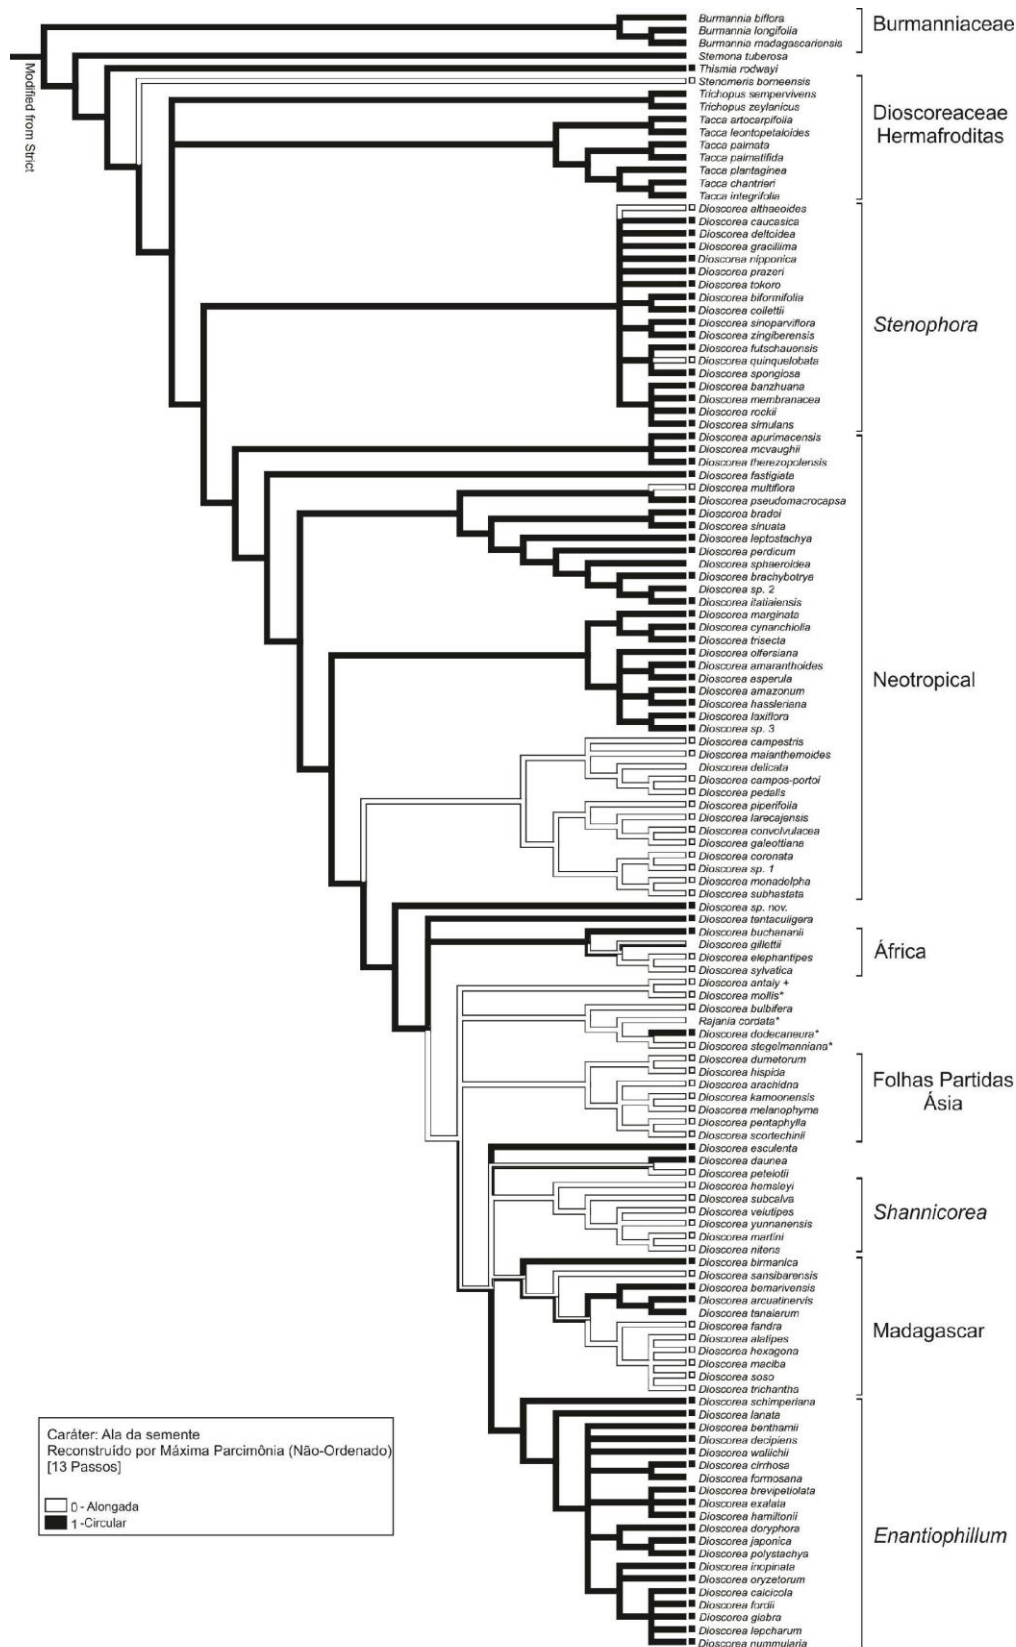 Burmannia biflora
Burmannia longifolia
Burmannia madagascariensis
Burmanniaceae
Stemona tuberosa
Modified from Strict
Thismia rodwayi
Stenomeris borneensis
Trichopus sempervivens
Trichopus zeylanicus
Tacca artocarpifolia
Tacca leontopetaloides
Tacca palmata
Tacca palmatifida
Tacca plantaginea
Tacca chantrieri
Tacca integrifolia
Dioscoreaceae
Hermafroditas
Dioscorea althaeoides
Dioscorea caucasica
Dioscorea deltoidea
Dioscorea gracillima
Dioscorea nipponica
Dioscorea prazeri
Dioscorea tokoro
Dioscorea biformifolia
Dioscorea collettii
Dioscorea sinoparviflora
Dioscorea zingiberensis
Dioscorea futschauensis
Dioscorea quinquelobata
Dioscorea spongiosa
Dioscorea banzhuana
Dioscorea membranacea
Dioscorea rockii
Dioscorea simulans
Stenophora
Dioscorea apurimacensis
Dioscorea mcvaughii
Dioscorea therezopolensis
Dioscorea fastigiata
Dioscorea multiflora
Dioscorea pseudomacrocapsa
Dioscorea bradei
Dioscorea sinuata
Dioscorea leptostachya
Dioscorea perdicum
Dioscorea sphaeroidea
Dioscorea brachybotrya
Dioscorea sp. 2
Dioscorea itatiaiensis
Dioscorea marginata
Dioscorea cynanchiolia
Dioscorea trisecta
Dioscorea olfersiana
Dioscorea amaranthoides
Dioscorea asperula
Dioscorea amazonum
Dioscorea hassleriana
Dioscorea laxiflora
Dioscorea sp. 3
Dioscorea campestris
Dioscorea maianthemoides
Dioscorea delicata
Dioscorea campos-portoi
Dioscorea pedalis
Dioscorea piperifolia
Dioscorea larecajensis
Dioscorea convolvulacea
Dioscorea galeottiana
Dioscorea coronata
Dioscorea sp. 1
Dioscorea monadelpha
Dioscorea subhastata
Neotropical
Dioscorea sp. nov.
Dioscorea tentaculigera
Dioscorea buchananii
Dioscorea gillettii
Dioscorea elephantipes
Dioscorea sylvatica
África
Dioscorea antaly +
Dioscorea mollis*
Dioscorea bulbifera
Rajania cordata*
Dioscorea dodecaneura*
Dioscorea stegelmanniana*
Dioscorea dumetorum
Dioscorea hispida
Dioscorea arachidna
Dioscorea kamoonensis
Dioscorea melanophyma
Dioscorea pentaphylla
Dioscorea scortechinii
Folhas Partidas
Ásia
Dioscorea esculenta
Dioscorea daunea
Dioscorea petelotii
Dioscorea hemsleyi
Dioscorea subcalva
Dioscorea velutipes
Dioscorea yunnanensis
Dioscorea martini
Dioscorea nitens
Shannicorea
Dioscorea birmanica
Dioscorea sansibarensis
Dioscorea bemarivensis
Dioscorea arcuatinervis
Dioscorea tanalarum
Dioscorea fandra
Dioscorea alatipes
Dioscorea hexagona
Dioscorea maciba
Dioscorea soso
Dioscorea trichantha
Madagascar
Dioscorea schimperiana
Dioscorea lanata
Dioscorea benthamii
Dioscorea decipiens
Dioscorea wallichii
Dioscorea cirrhosa
Dioscorea formosana
Dioscorea brevipetiolata
Dioscorea exalata
Dioscorea hamiltonii
Dioscorea doryphora
Dioscorea japonica
Dioscorea polystachya
Dioscorea inopinata
Dioscorea oryzetorum
Dioscorea calcicola
Dioscorea fordii
Dioscorea glabra
Dioscorea lepcharum
Dioscorea nummularia
Enantiophillum
Caráter: Ala da semente
Reconstruído por Máxima Parcimônia (Não-Ordenado)
[13 Passos]
0 - Alongada
1 -Circular